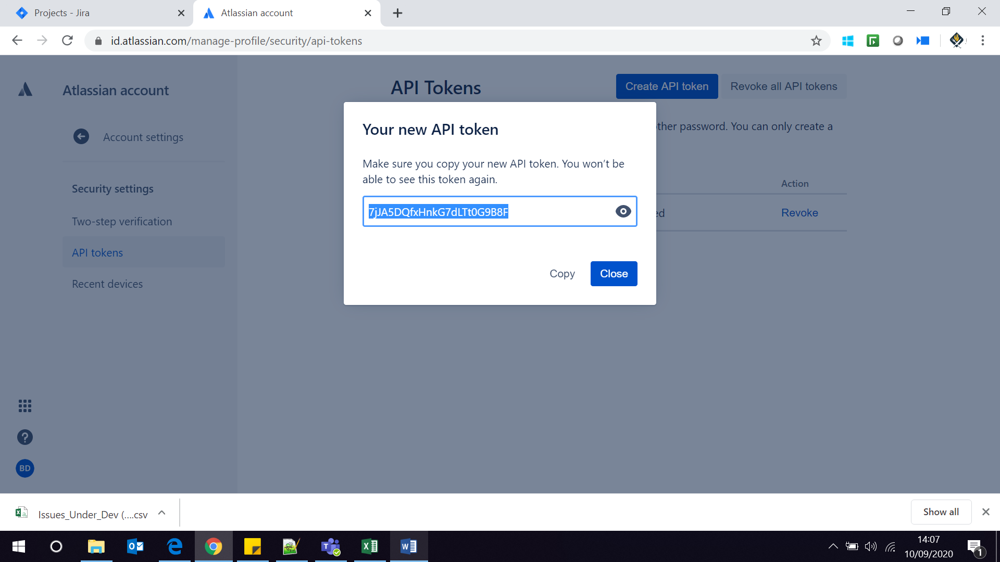 Projects - Jira
Atlassian account
id.atlassian.com/manage-profile/security/api-tokens
Atlassian account
Account settings
Security settings
Two-step verification
API tokens
Recent devices
BD
API Tokens
Create API token
Revoke all API tokens
ther password. You can only create a
Action
ed
Revoke
Your new API token
Make sure you copy your new API token. You won’t be
able to see this token again.
7jJA5DQfxHnkG7dLTt0G9B8F
Copy
Close
Issues_Under_Dev (....csv
Show all
14:07
10/09/2020
1